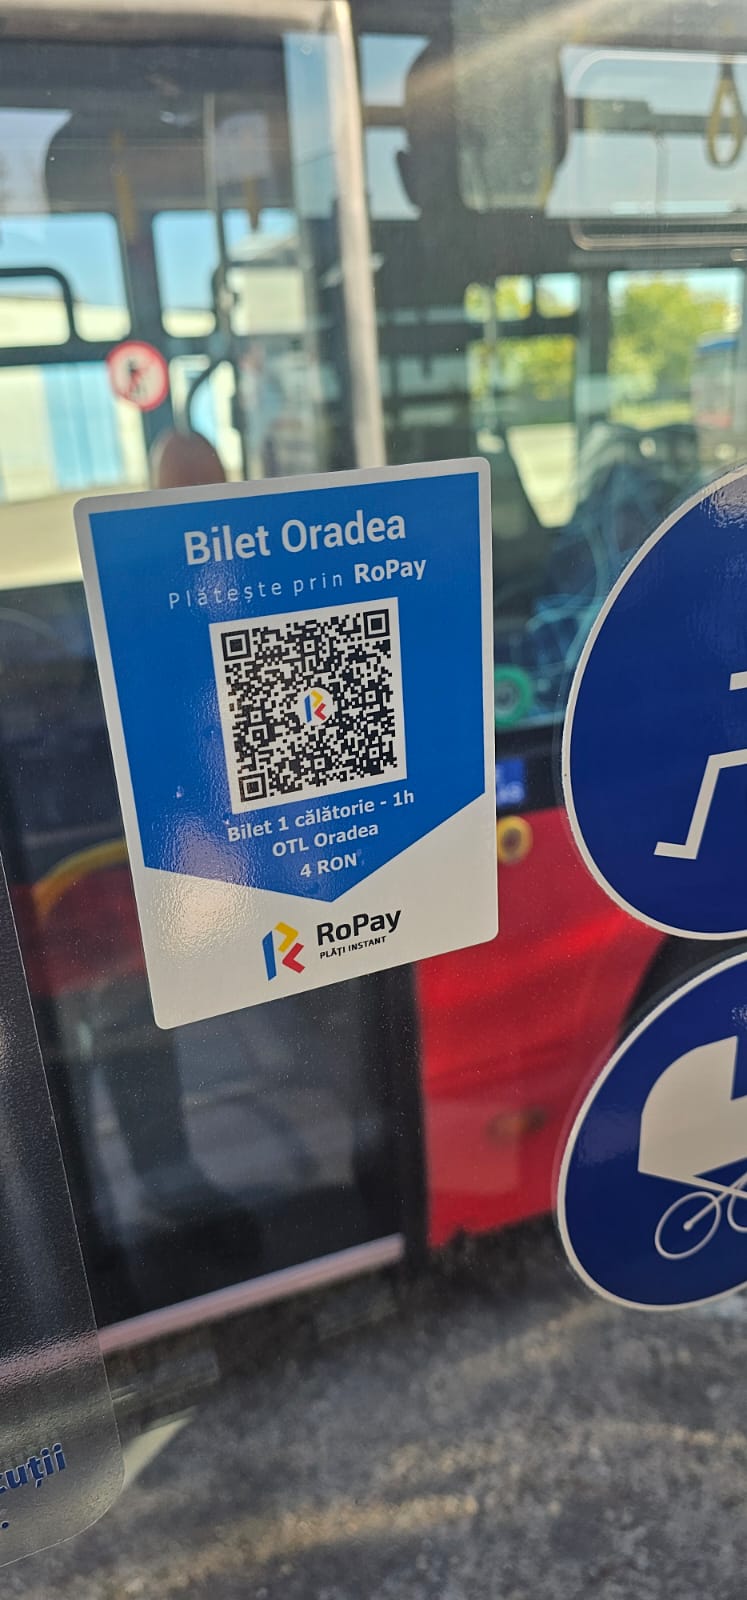 Bilet Oradea
Plătește prin RoPay
Bilet 1 călătorie - 1h
OTL Oradea
4 RON
RoPay
PLĂȚI INSTANT